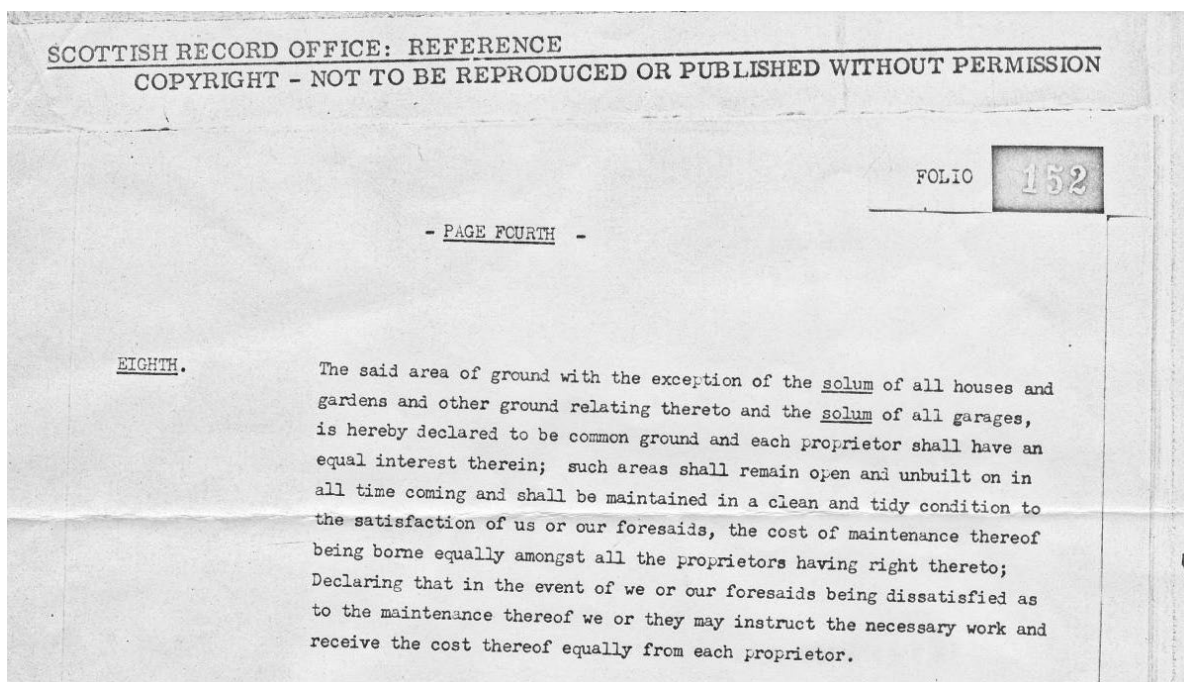 SCOTTISH RECORD OFFICE: REFERENCE
COPYRIGHT - NOT TO BE REPRODUCED OR PUBLISHED WITHOUT PERMISSION
FOLIO 152
- PAGE FOURTH -
EIGHTH. The said area of ground with the exception of the solum of all houses and
gardens and other ground relating thereto and the solum of all garages,
is hereby declared to be common ground and each proprietor shall have an
equal interest therein; such areas shall remain open and unbuilt on in
all time coming and shall be maintained in a clean and tidy condition to
the satisfaction of us or our foresaids, the cost of maintenance thereof
being borne equally amongst all the proprietors having right thereto;
Declaring that in the event of we or our foresaids being dissatisfied as
to the maintenance thereof we or they may instruct the necessary work and
receive the cost thereof equally from each proprietor.